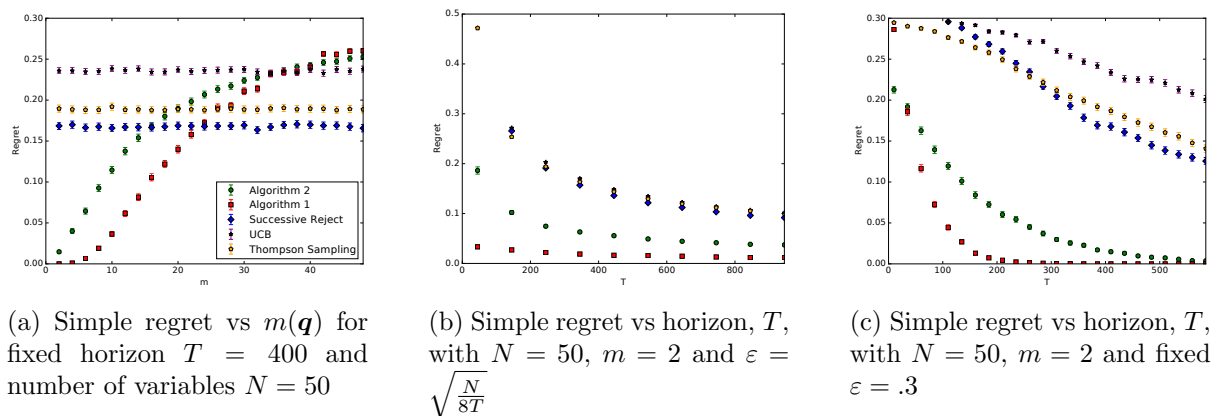 0.30
0.25
0.20
0.15
0.10
0.05
0.00
Regret
0 10 20 30 40
m
Algorithm 2
Algorithm 1
Successive Reject
UCB
Thompson Sampling
0.5
0.4
0.3
0.2
0.1
0.0
Regret
0 200 400 600 800
T
0.30
0.25
0.20
0.15
0.10
0.05
0.00
Regret
0 100 200 300 400 500
T
(a) Simple regret vs m(q) for
fixed horizon T = 400 and
number of variables N = 50
(b) Simple regret vs horizon, T,
with N = 50, m = 2 and ε =
√(N/8T)
(c) Simple regret vs horizon, T,
with N = 50, m = 2 and fixed
ε = .3